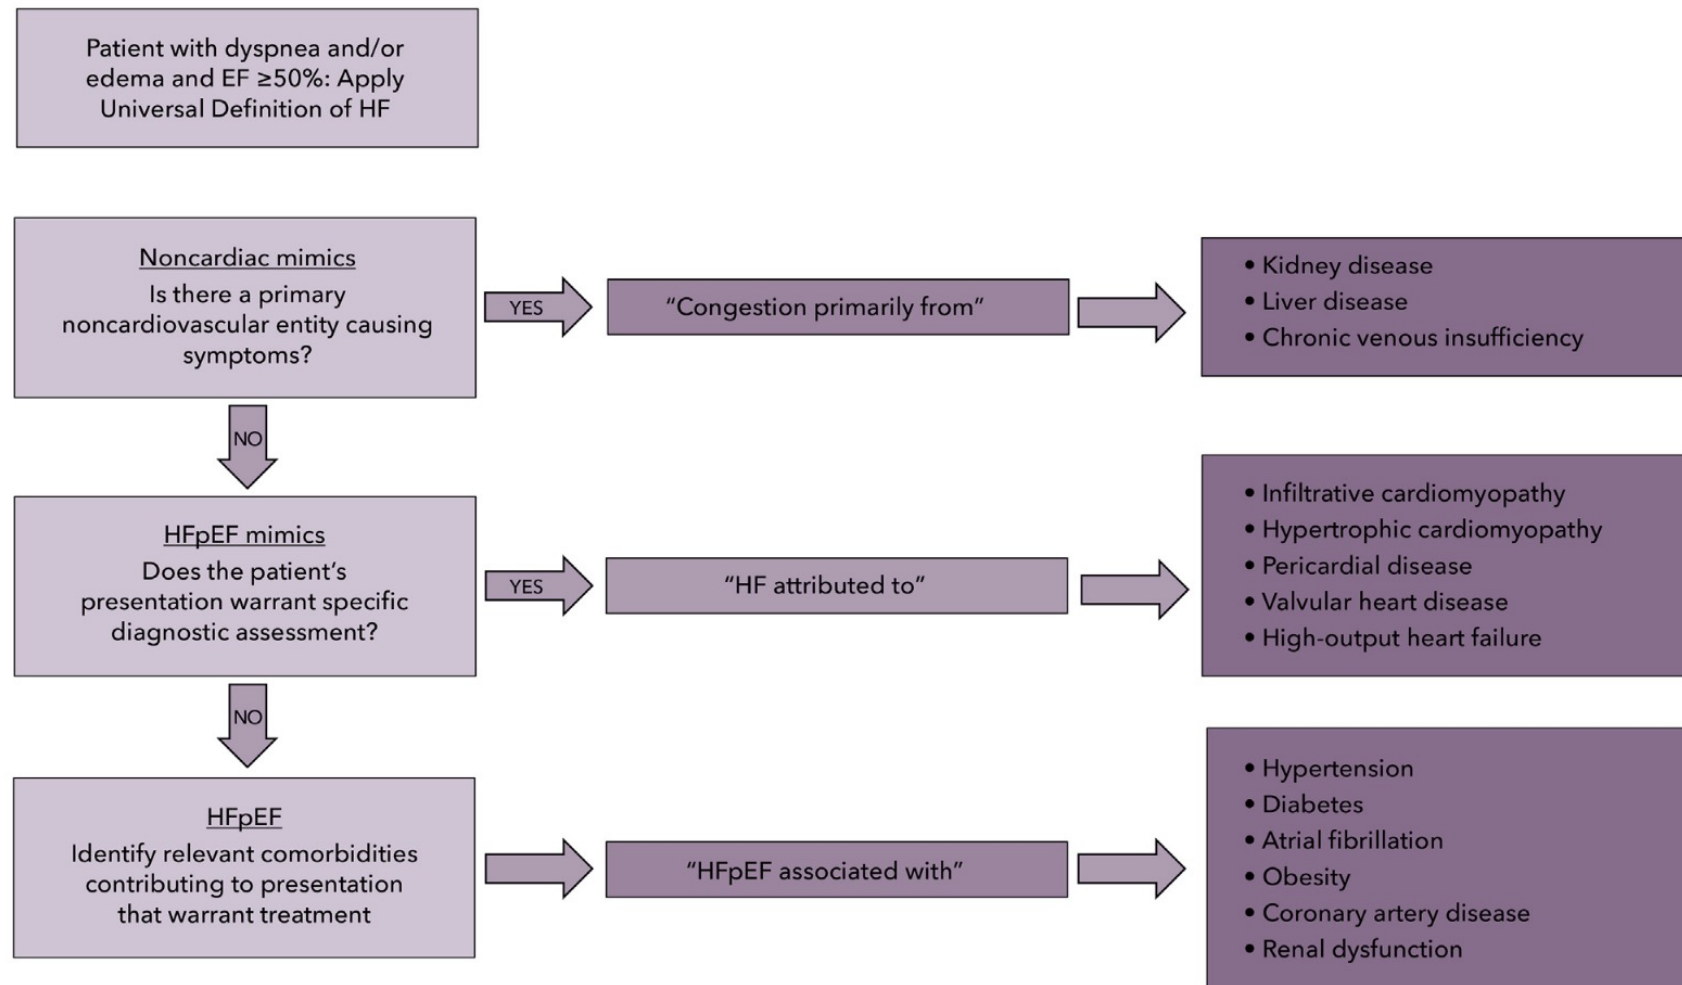 Patient with dyspnea and/or
edema and EF ≥50%: Apply
Universal Definition of HF
Noncardiac mimics
Is there a primary
noncardiovascular entity causing
symptoms?
YES
“Congestion primarily from”
• Kidney disease
• Liver disease
• Chronic venous insufficiency
NO
HFpEF mimics
Does the patient’s
presentation warrant specific
diagnostic assessment?
YES
“HF attributed to”
• Infiltrative cardiomyopathy
• Hypertrophic cardiomyopathy
• Pericardial disease
• Valvular heart disease
• High-output heart failure
NO
HFpEF
Identify relevant comorbidities
contributing to presentation
that warrant treatment
“HFpEF associated with”
• Hypertension
• Diabetes
• Atrial fibrillation
• Obesity
• Coronary artery disease
• Renal dysfunction